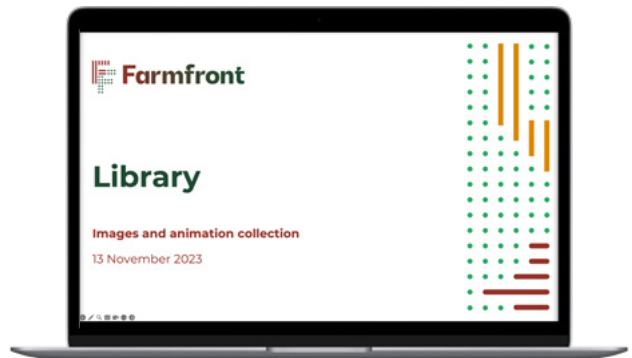 Farmfront
Library
Images and animation collection
13 November 2023